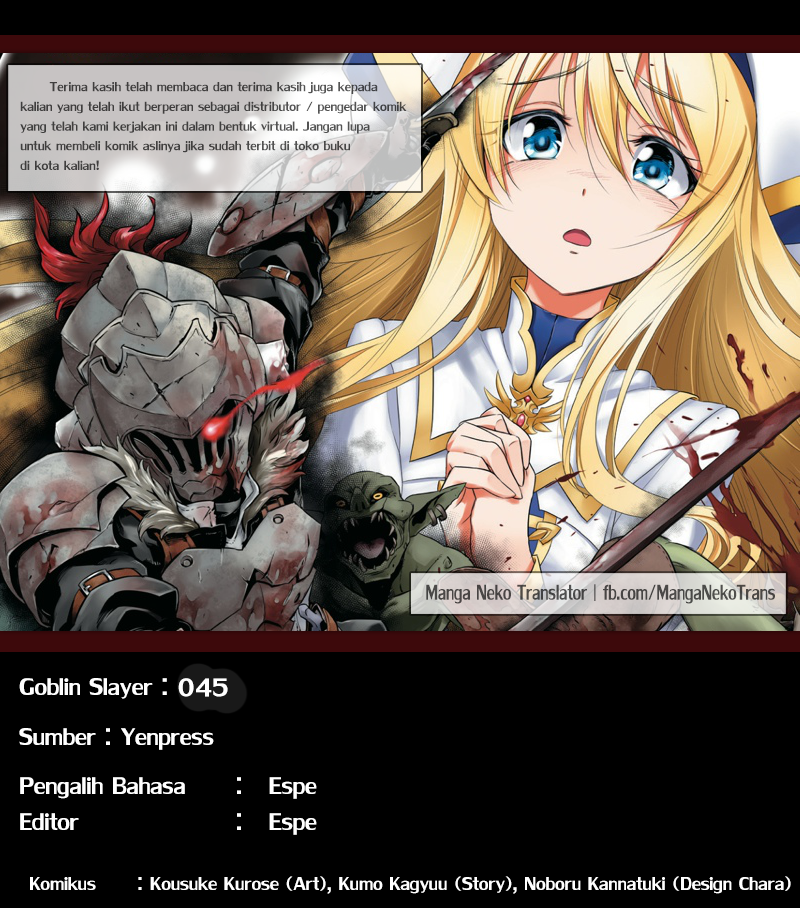 Terima kasih telah membaca dan terima kasih juga kepada
kalian yang telah ikut berperan sebagai distributor / pengedar komik
yang telah kami kerjakan ini dalam bentuk virtual. Jangan lupa
untuk membeli komik aslinya jika sudah terbit di toko buku
di kota kalian!
Manga Neko Translator | fb.com/MangaNekoTrans
Goblin Slayer : 045
Sumber : Yenpress
Pengalih Bahasa : Espe
Editor : Espe
Komikus : Kousuke Kurose (Art), Kumo Kagyuu (Story), Noboru Kannatuki (Design Chara)